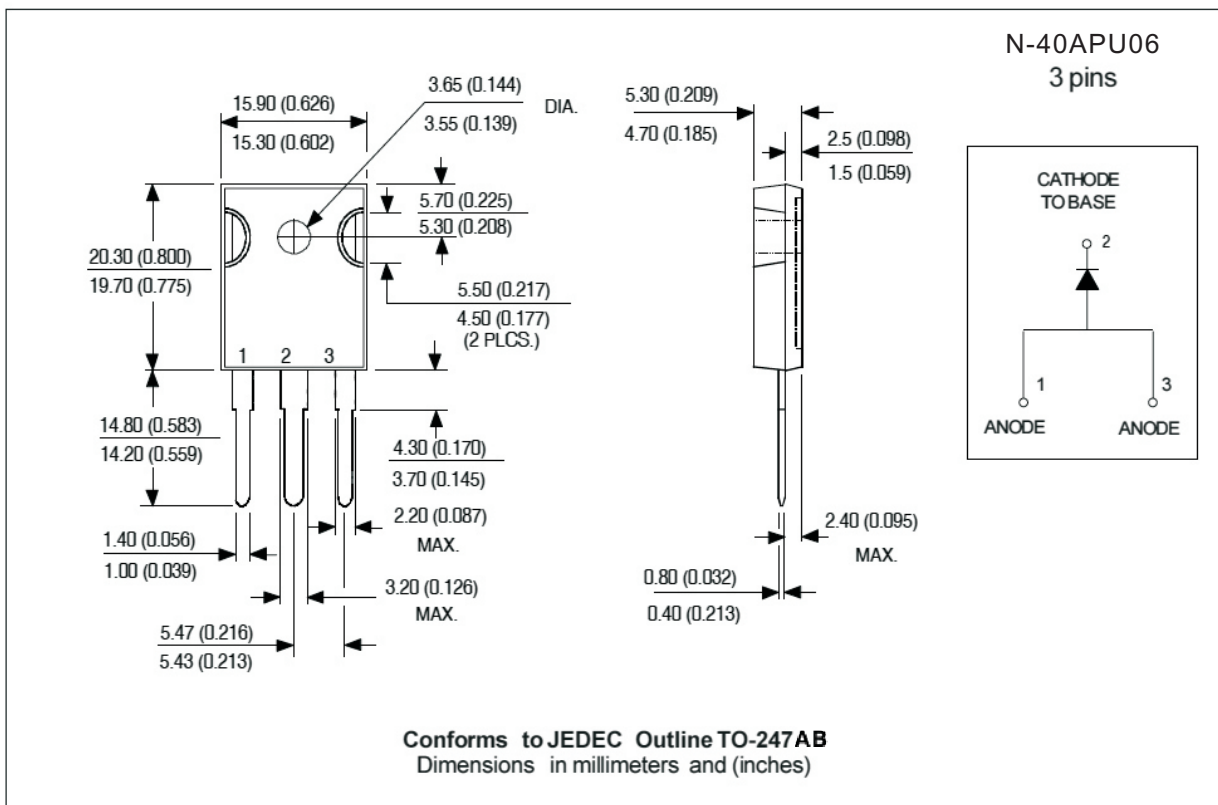 N-40APU06
3 pins
15.90 (0.626)
15.30 (0.602)
3.65 (0.144)
3.55 (0.139)
DIA.
5.70 (0.225)
5.30 (0.208)
20.30 (0.800)
19.70 (0.775)
5.50 (0.217)
4.50 (0.177)
(2 PLCS.)
1 2 3
14.80 (0.583)
14.20 (0.559)
4.30 (0.170)
3.70 (0.145)
2.20 (0.087)
MAX.
1.40 (0.056)
1.00 (0.039)
3.20 (0.126)
MAX.
5.47 (0.216)
5.43 (0.213)
5.30 (0.209)
4.70 (0.185)
2.5 (0.098)
1.5 (0.059)
2.40 (0.095)
MAX.
0.80 (0.032)
0.40 (0.213)
CATHODE
TO BASE
2
1
3
ANODE
ANODE
Conforms to JEDEC Outline TO-247AB
Dimensions in millimeters and (inches)